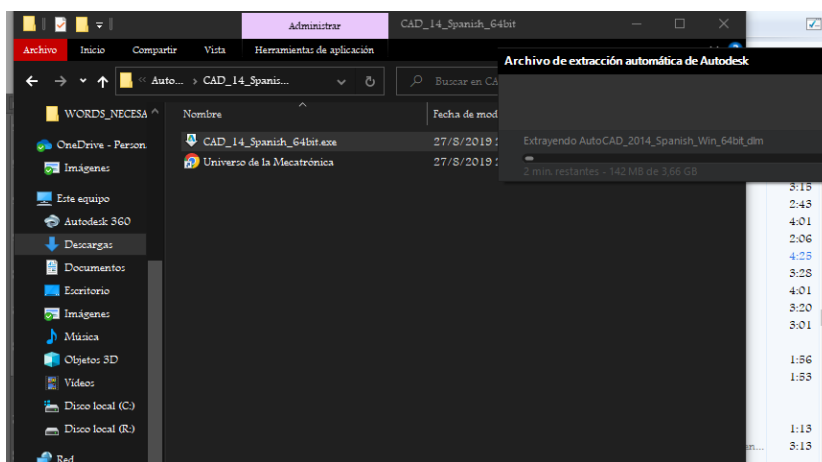 Administrar
CAD_14_Spanish_64bit
Archivo
Inicio
Compartir
Vista
Herramientas de aplicación
Archivo de extracción automática de Autodesk
« Auto... › CAD_14_Spanis...
Buscar en CA
WORDS_NECESA
Nombre
Fecha de mod
Extrayendo AutoCAD_2014_Spanish_Win_64bit_dlm
OneDrive - Person
CAD_14_Spanish_64bit.exe
27/8/2019
Imágenes
Universo de la Mecatrónica
27/8/2019
2 min. restantes - 142 MB de 3,66 GB
3:15
Este equipo
2:43
Autodesk 360
4:01
Descargas
2:06
4:25
Documentos
3:28
Escritorio
4:01
Imágenes
3:20
Música
3:01
Objetos 3D
1:56
Vídeos
1:53
Disco local (C:)
Disco local (R:)
1:13
Red
3:13